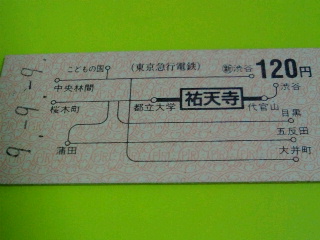 こどもの国 (東京急行電鉄) 東渋谷 120円
中央林間 渋谷
桜木町 都立大学 祐天寺 代官山
目黒
五反田
蒲田 大井町
9.-9.-9.